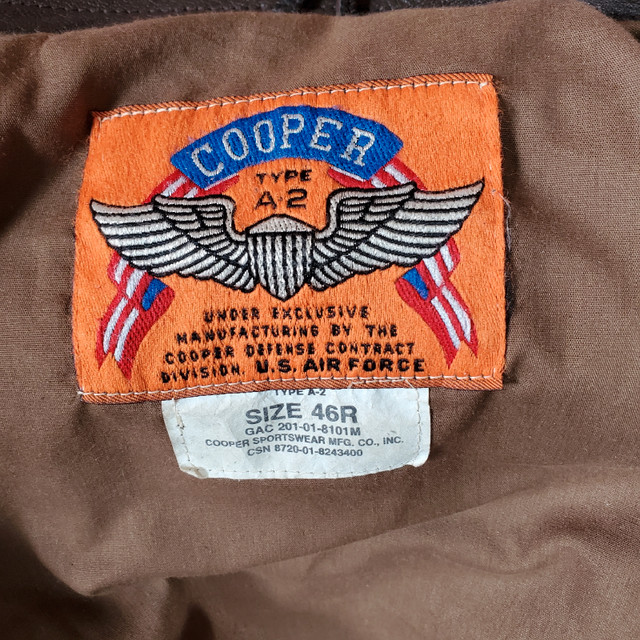 COOPER
TYPE
A-2
UNDER EXCLUSIVE
MANUFACTURING BY THE
COOPER DEFENSE CONTRACT
DIVISION U.S. AIR FORCE
TYPE A-2
SIZE 46R
GAC 201-01-8101M
COOPER SPORTSWEAR MFG. CO., INC.
CSN 8720-01-8243400